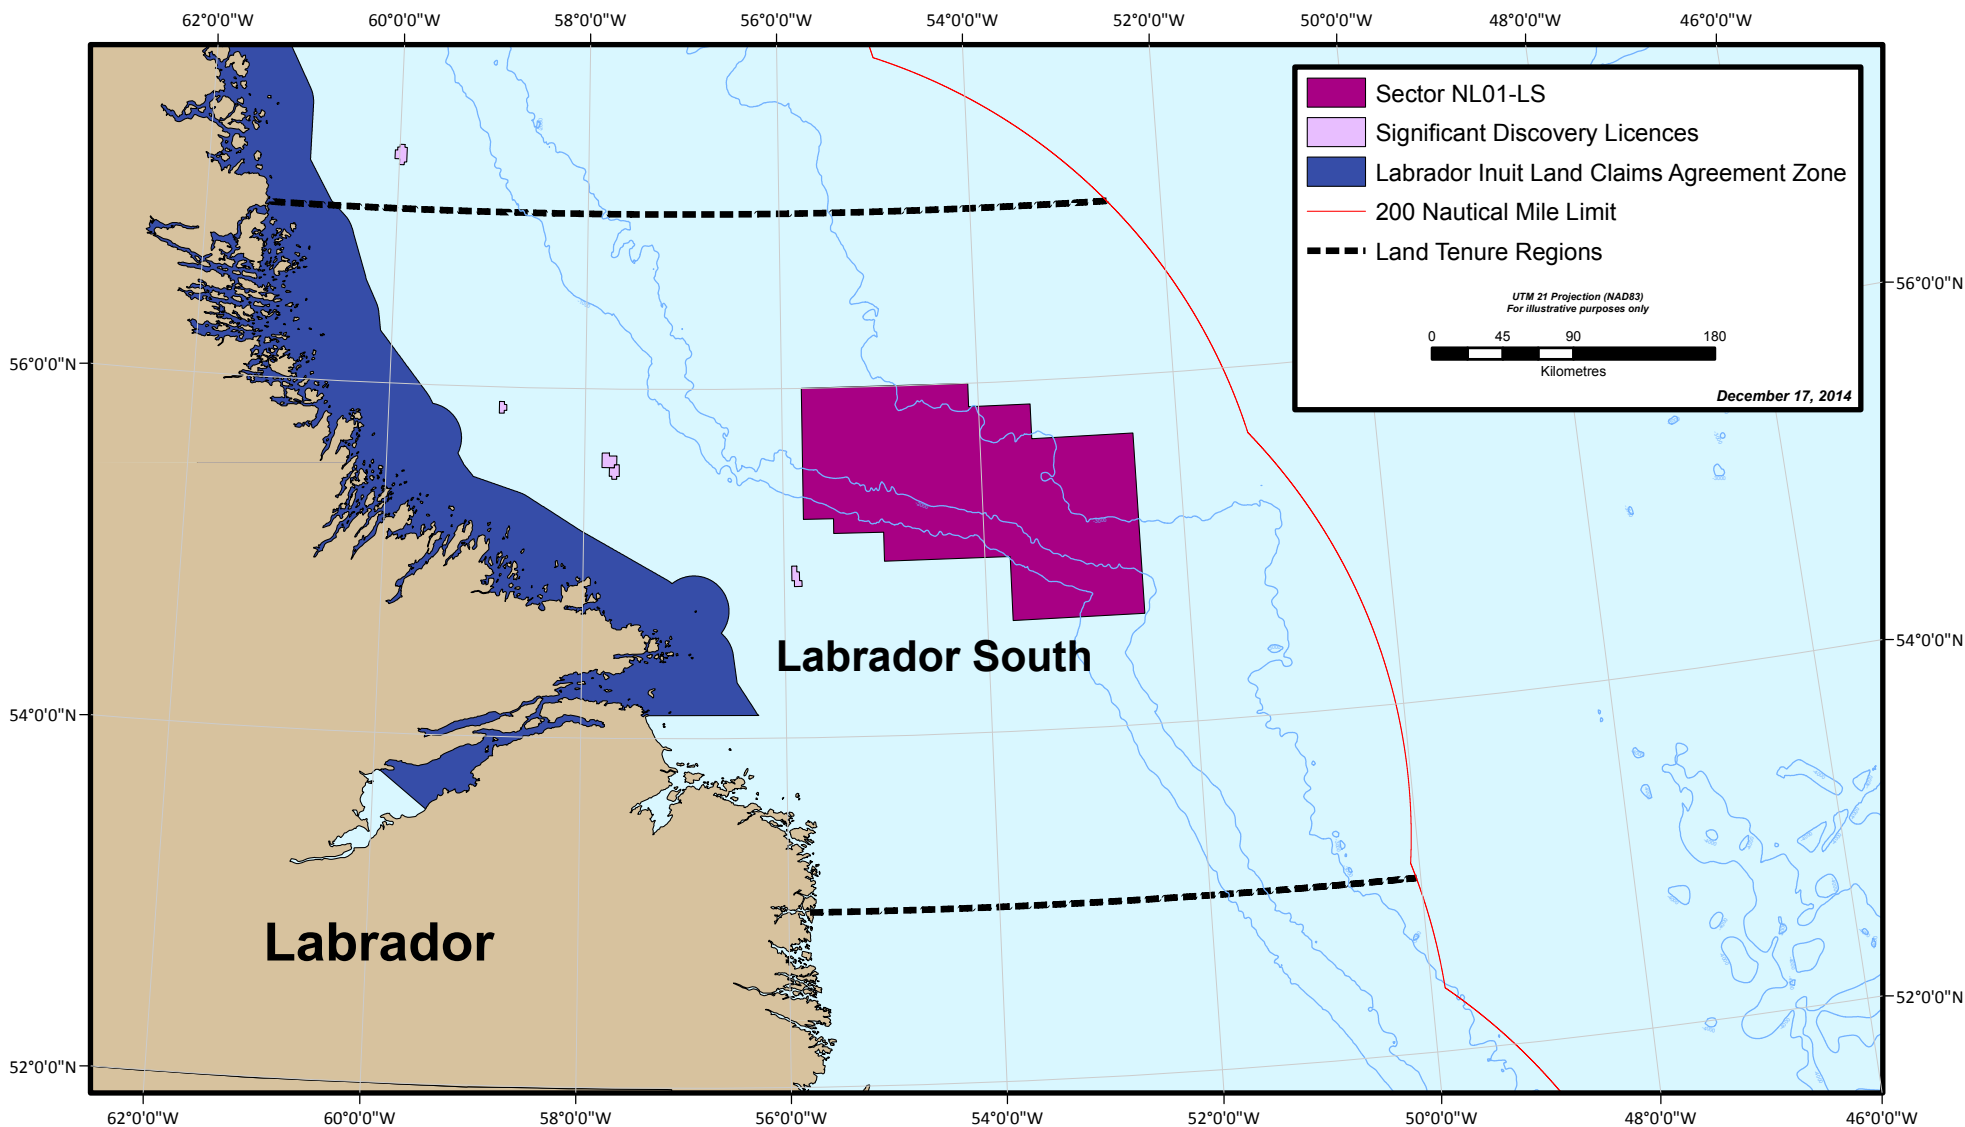 62°0'0"W 60°0'0"W 58°0'0"W 56°0'0"W 54°0'0"W 52°0'0"W 50°0'0"W 48°0'0"W 46°0'0"W
Sector NL01-LS
Significant Discovery Licences
Labrador Inuit Land Claims Agreement Zone
200 Nautical Mile Limit
Land Tenure Regions
UTM 21 Projection (NAD83)
For illustrative purposes only
0 45 90 180
Kilometres
December 17, 2014
56°0'0"N
56°0'0"N
54°0'0"N
Labrador South
54°0'0"N
Labrador
52°0'0"N
52°0'0"N
62°0'0"W 60°0'0"W 58°0'0"W 56°0'0"W 54°0'0"W 52°0'0"W 50°0'0"W 48°0'0"W 46°0'0"W